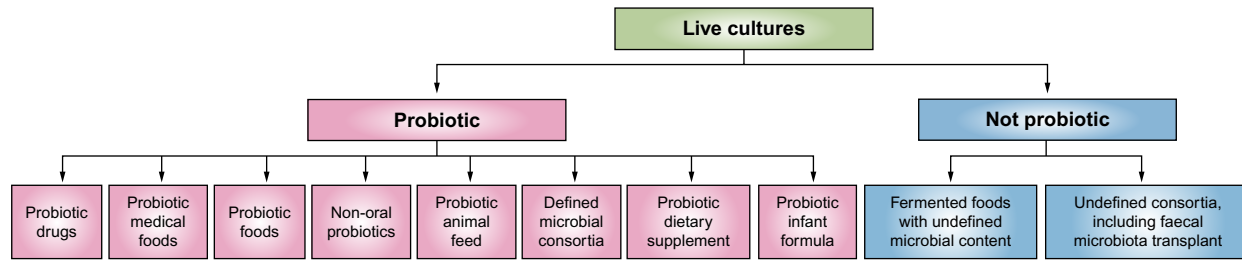 Live cultures
Probiotic
Not probiotic
Probiotic
drugs
Probiotic
medical
foods
Probiotic
foods
Non-oral
probiotics
Probiotic
animal
feed
Defined
microbial
consortia
Probiotic
dietary
supplement
Probiotic
infant
formula
Fermented foods
with undefined
microbial content
Undefined consortia,
including faecal
microbiota transplant